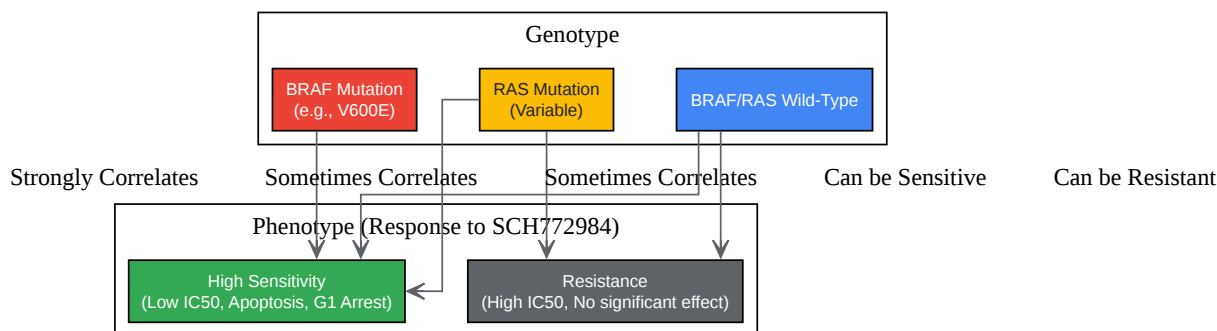 Genotype
BRAF Mutation
(e.g., V600E)
RAS Mutation
(Variable)
BRAF/RAS Wild-Type
Strongly Correlates
Sometimes Correlates
Sometimes Correlates
Can be Sensitive
Can be Resistant
Phenotype (Response to SCH772984)
High Sensitivity
(Low IC50, Apoptosis, G1 Arrest)
Resistance
(High IC50, No significant effect)